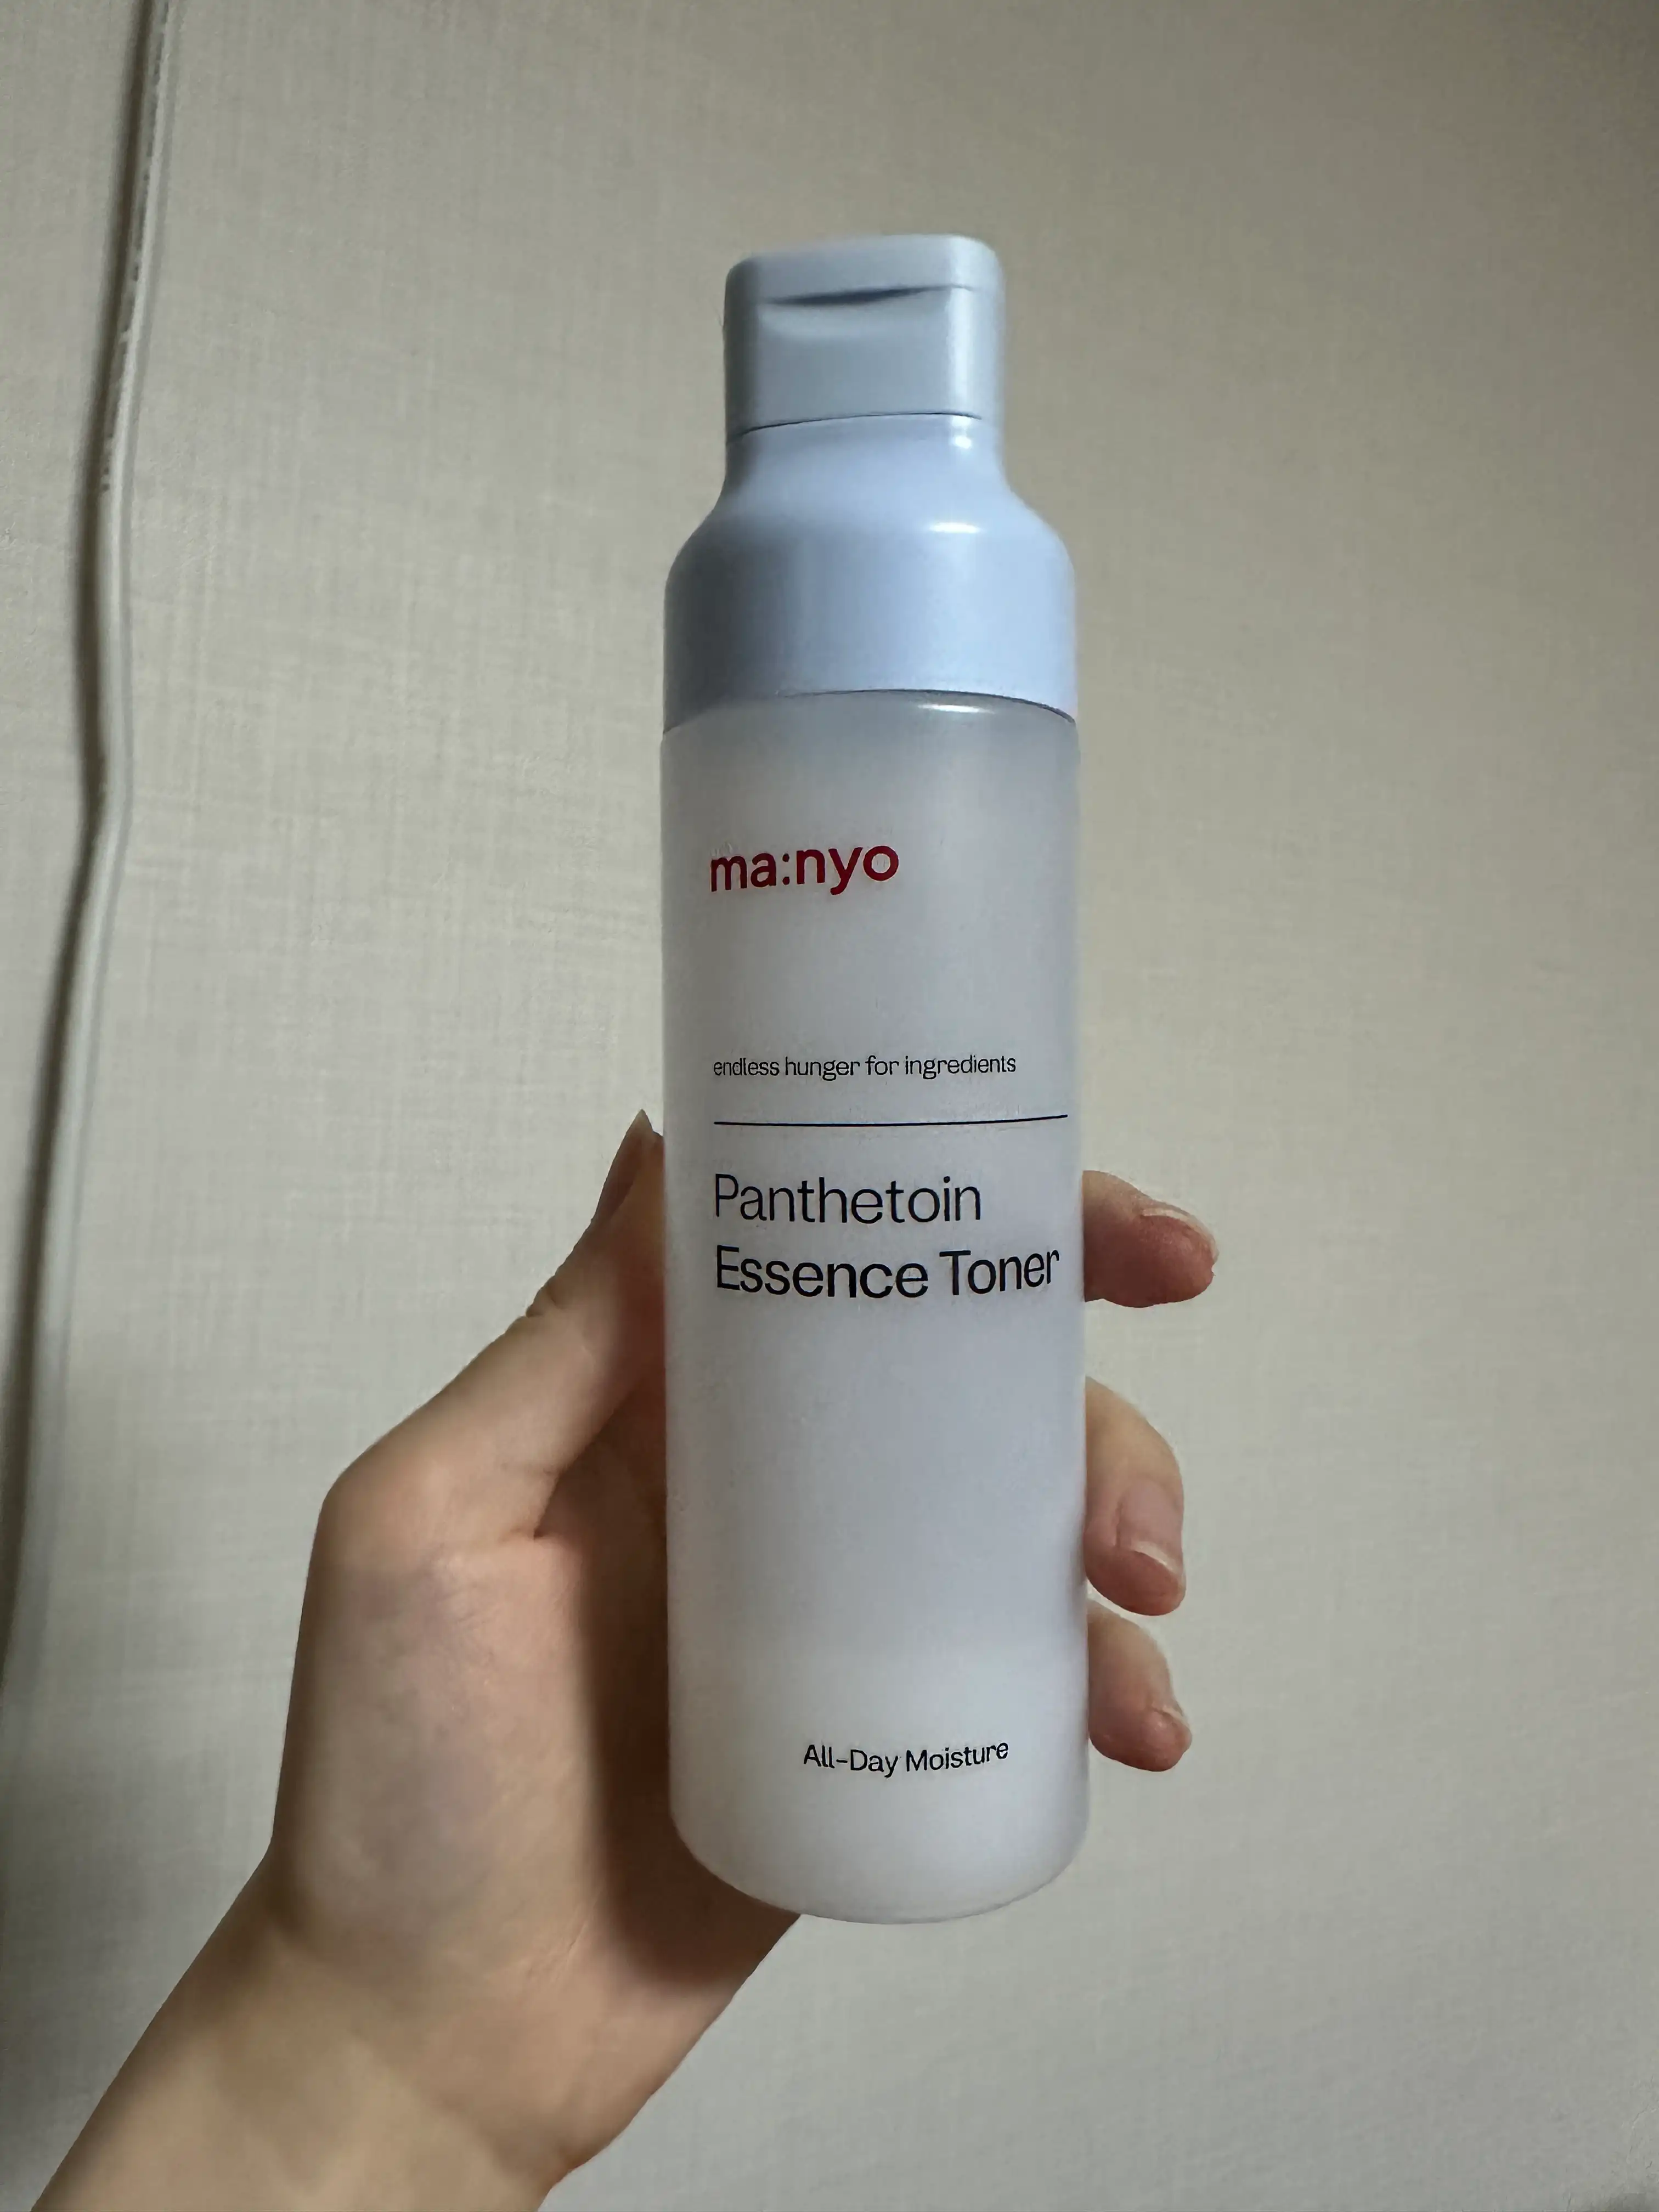 ma:nyo
endless hunger for ingredients
Panthetoin
Essence Toner
All-Day Moisture